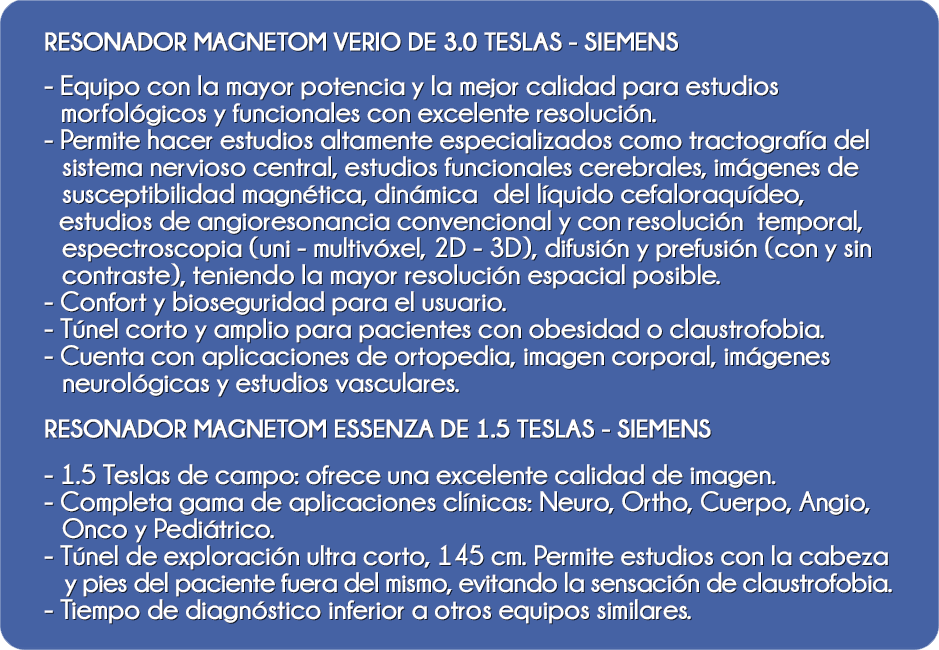 RESONADOR MAGNETOM VERIO DE 3.0 TESLAS - SIEMENS
- Equipo con la mayor potencia y la mejor calidad para estudios
morfológicos y funcionales con excelente resolución.
- Permite hacer estudios altamente especializados como tractografía del
sistema nervioso central, estudios funcionales cerebrales, imágenes de
susceptibilidad magnética, dinámica del líquido cefaloraquídeo,
estudios de angioresonancia convencional y con resolución temporal,
espectroscopia (uni - multivóxel, 2D - 3D), difusión y prefusión (con y sin
contraste), teniendo la mayor resolución espacial posible.
- Confort y bioseguridad para el usuario.
- Túnel corto y amplio para pacientes con obesidad o claustrofobia.
- Cuenta con aplicaciones de ortopedia, imagen corporal, imágenes
neurológicas y estudios vasculares.
RESONADOR MAGNETOM ESSENZA DE 1.5 TESLAS - SIEMENS
- 1.5 Teslas de campo: ofrece una excelente calidad de imagen.
- Completa gama de aplicaciones clínicas: Neuro, Ortho, Cuerpo, Angio,
Onco y Pediátrico.
- Túnel de exploración ultra corto, 145 cm. Permite estudios con la cabeza
y pies del paciente fuera del mismo, evitando la sensación de claustrofobia.
- Tiempo de diagnóstico inferior a otros equipos similares.